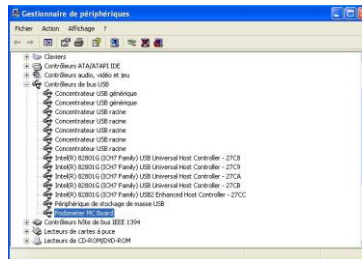 Gestionnaire de périphériques
Fichier Action Affichage ?
Claviers
Contrôleurs ATA/ATAPI IDE
Contrôleurs audio, vidéo et jeu
Contrôleurs de bus USB
Concentrateur USB générique
Concentrateur USB générique
Concentrateur USB racine
Concentrateur USB racine
Concentrateur USB racine
Concentrateur USB racine
Concentrateur USB racine
Intel(R) 82801G (ICH7 Family) USB Universal Host Controller - 27C8
Intel(R) 82801G (ICH7 Family) USB Universal Host Controller - 27C9
Intel(R) 82801G (ICH7 Family) USB Universal Host Controller - 27CA
Intel(R) 82801G (ICH7 Family) USB Universal Host Controller - 27CB
Intel(R) 82801G (ICH7 Family) USB2 Enhanced Host Controller - 27CC
Périphérique de stockage de masse USB
Podometer MC Board
Contrôleurs hôte de bus IEEE 1394
Lecteurs de cartes à puce
Lecteurs de CD-ROM/DVD-ROM